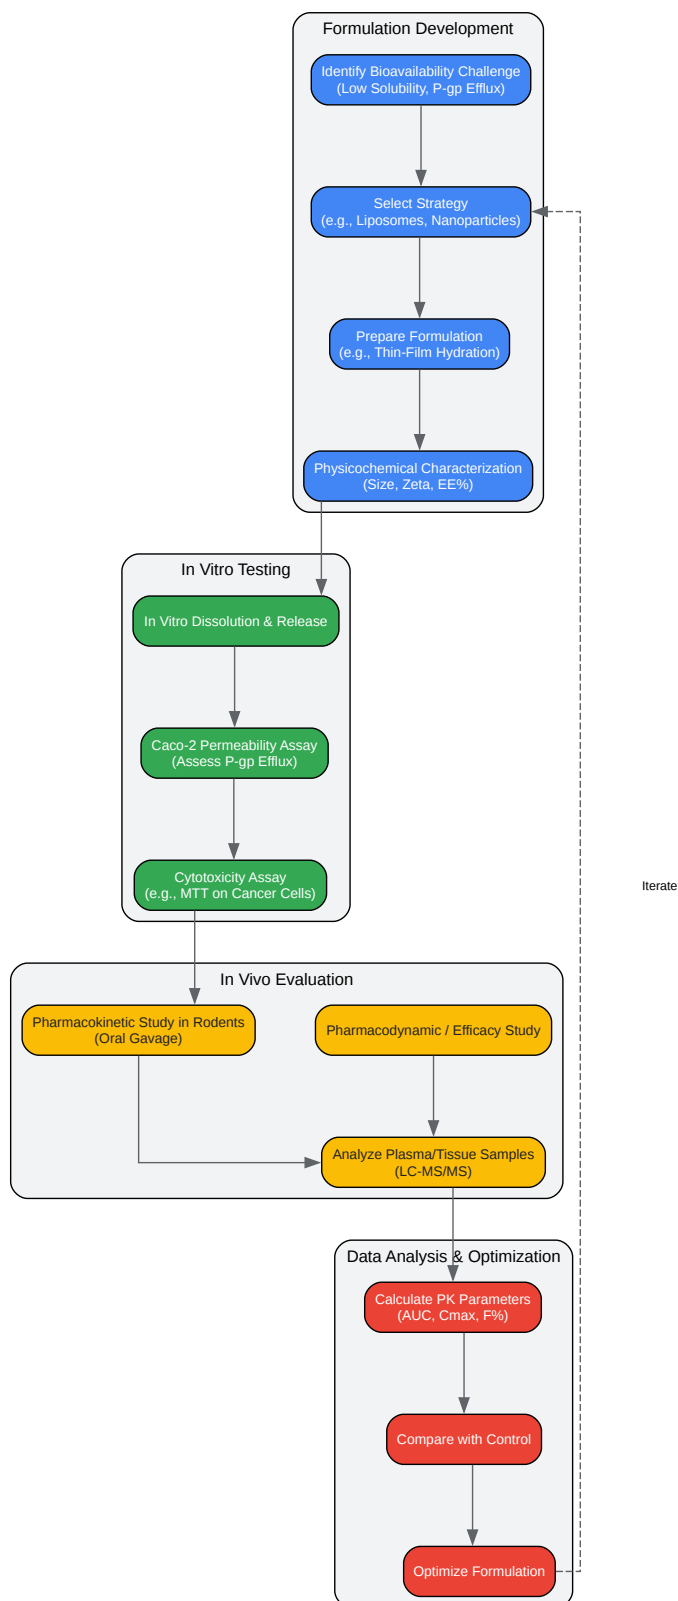 Formulation Development
Identify Bioavailability Challenge
(Low Solubility, P-gp Efflux)
Select Strategy
(e.g., Liposomes, Nanoparticles)
Prepare Formulation
(e.g., Thin-Film Hydration)
Physicochemical Characterization
(Size, Zeta, EE%)
In Vitro Testing
In Vitro Dissolution & Release
Caco-2 Permeability Assay
(Assess P-gp Efflux)
Cytotoxicity Assay
(e.g., MTT on Cancer Cells)
Iterate
In Vivo Evaluation
Pharmacokinetic Study in Rodents
(Oral Gavage)
Pharmacodynamic / Efficacy Study
Analyze Plasma/Tissue Samples
(LC-MS/MS)
Data Analysis & Optimization
Calculate PK Parameters
(AUC, Cmax, F%)
Compare with Control
Optimize Formulation